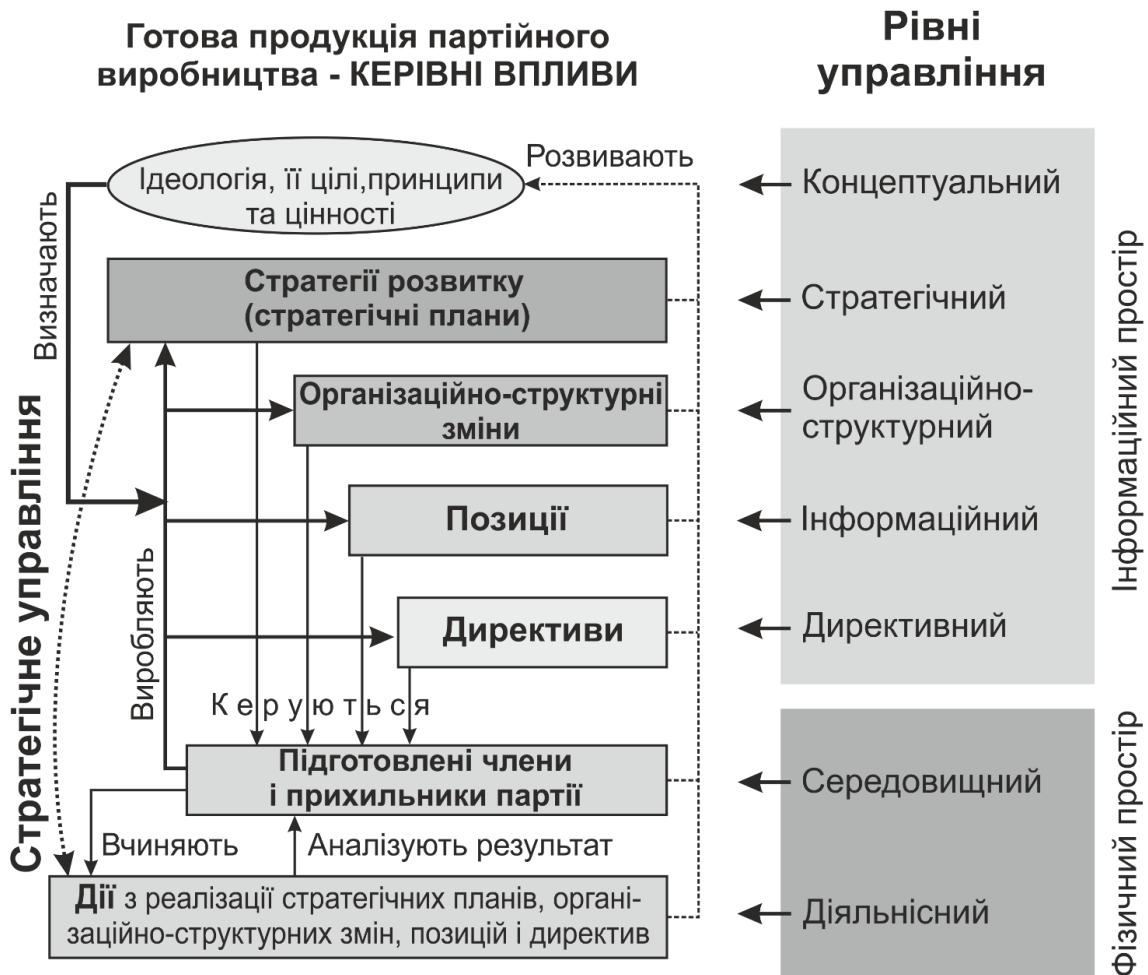 Готова продукція партійного
виробництва - КЕРІВНІ ВПЛИВИ
Рівні
управління
Розвивають
Ідеологія, її цілі,принципи
та цінності
Концептуальний
Визначають
Стратегії розвитку
(стратегічні плани)
Стратегічний
Організаційно-структурні
зміни
Організаційно-
структурний
Інформаційний простір
Стратегічне управління
Позиції
Інформаційний
Виробляють
Директиви
Директивний
Керуються
Підготовлені члени
і прихильники партії
Середовищний
Фізичний простір
Вчиняють
Аналізують результат
Дії з реалізації стратегічних планів, органі-
заційно-структурних змін, позицій і директив
Діяльнісний